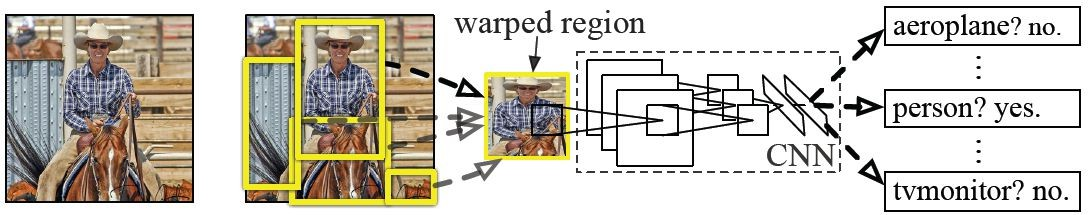 warped region
aeroplane? no.
person? yes.
CNN
tvmonitor? no.